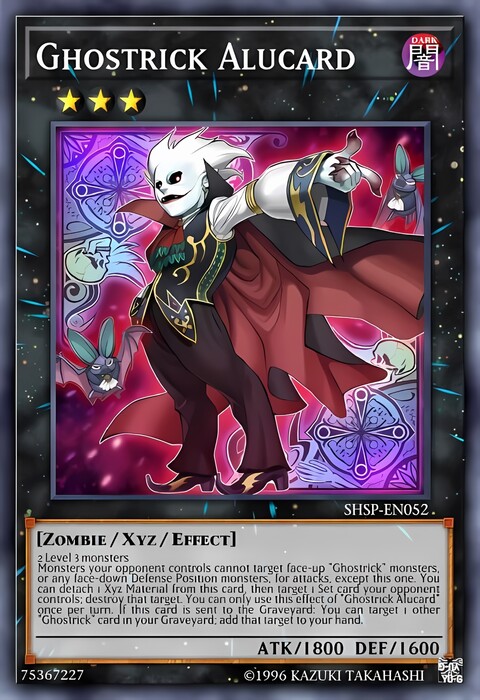 GHOSTRICK ALUCARD
DARK
闇
SHSP-EN052
[ZOMBIE / XYZ / EFFECT]
2 Level 3 monsters
Monsters your opponent controls cannot target face-up "Ghostrick" monsters,
or any face-down Defense Position monsters, for attacks, except this one. You
can detach 1 Xyz Material from this card, then target 1 Set card your opponent
controls; destroy that target. You can only use this effect of "Ghostrick Alucard"
once per turn. If this card is sent to the Graveyard: You can target 1 other
"Ghostrick" card in your Graveyard; add that target to your hand.
ATK/1800 DEF/1600
75367227
©1996 KAZUKI TAKAHASHI